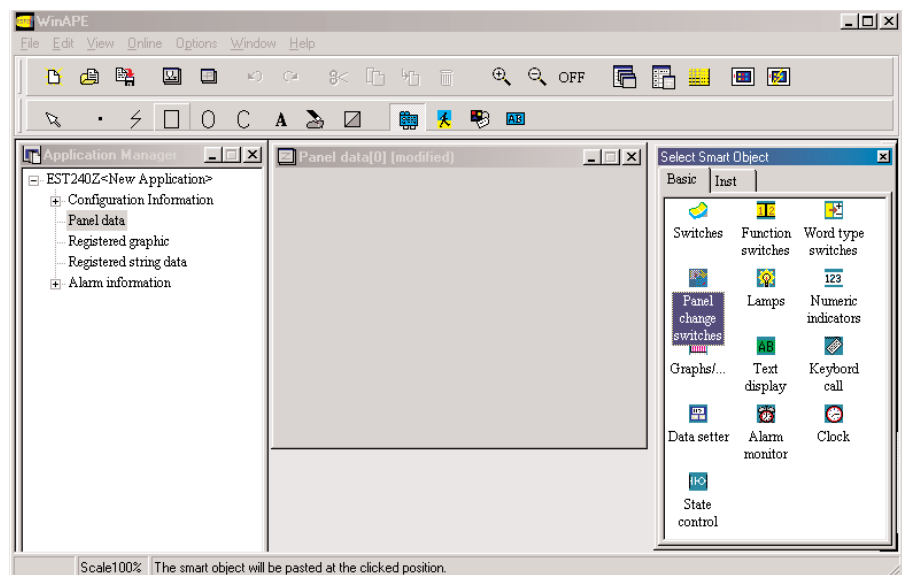 WinAPE
File Edit View Online Options Window Help
OFF
A AB
Application Manager
EST240Z<New Application>
Configuration Information
Panel data
Registered graphic
Registered string data
Alarm information
Panel data[0] (modified)
Select Smart Object
Basic Inst
Switches Function Word type
switches switches
123
Panel Lamps Numeric
change indicators
switches
AB
Graphs/... Text Keybord
display call
Data setter Alarm Clock
monitor
State
control
Scale100% The smart object will be pasted at the clicked position.